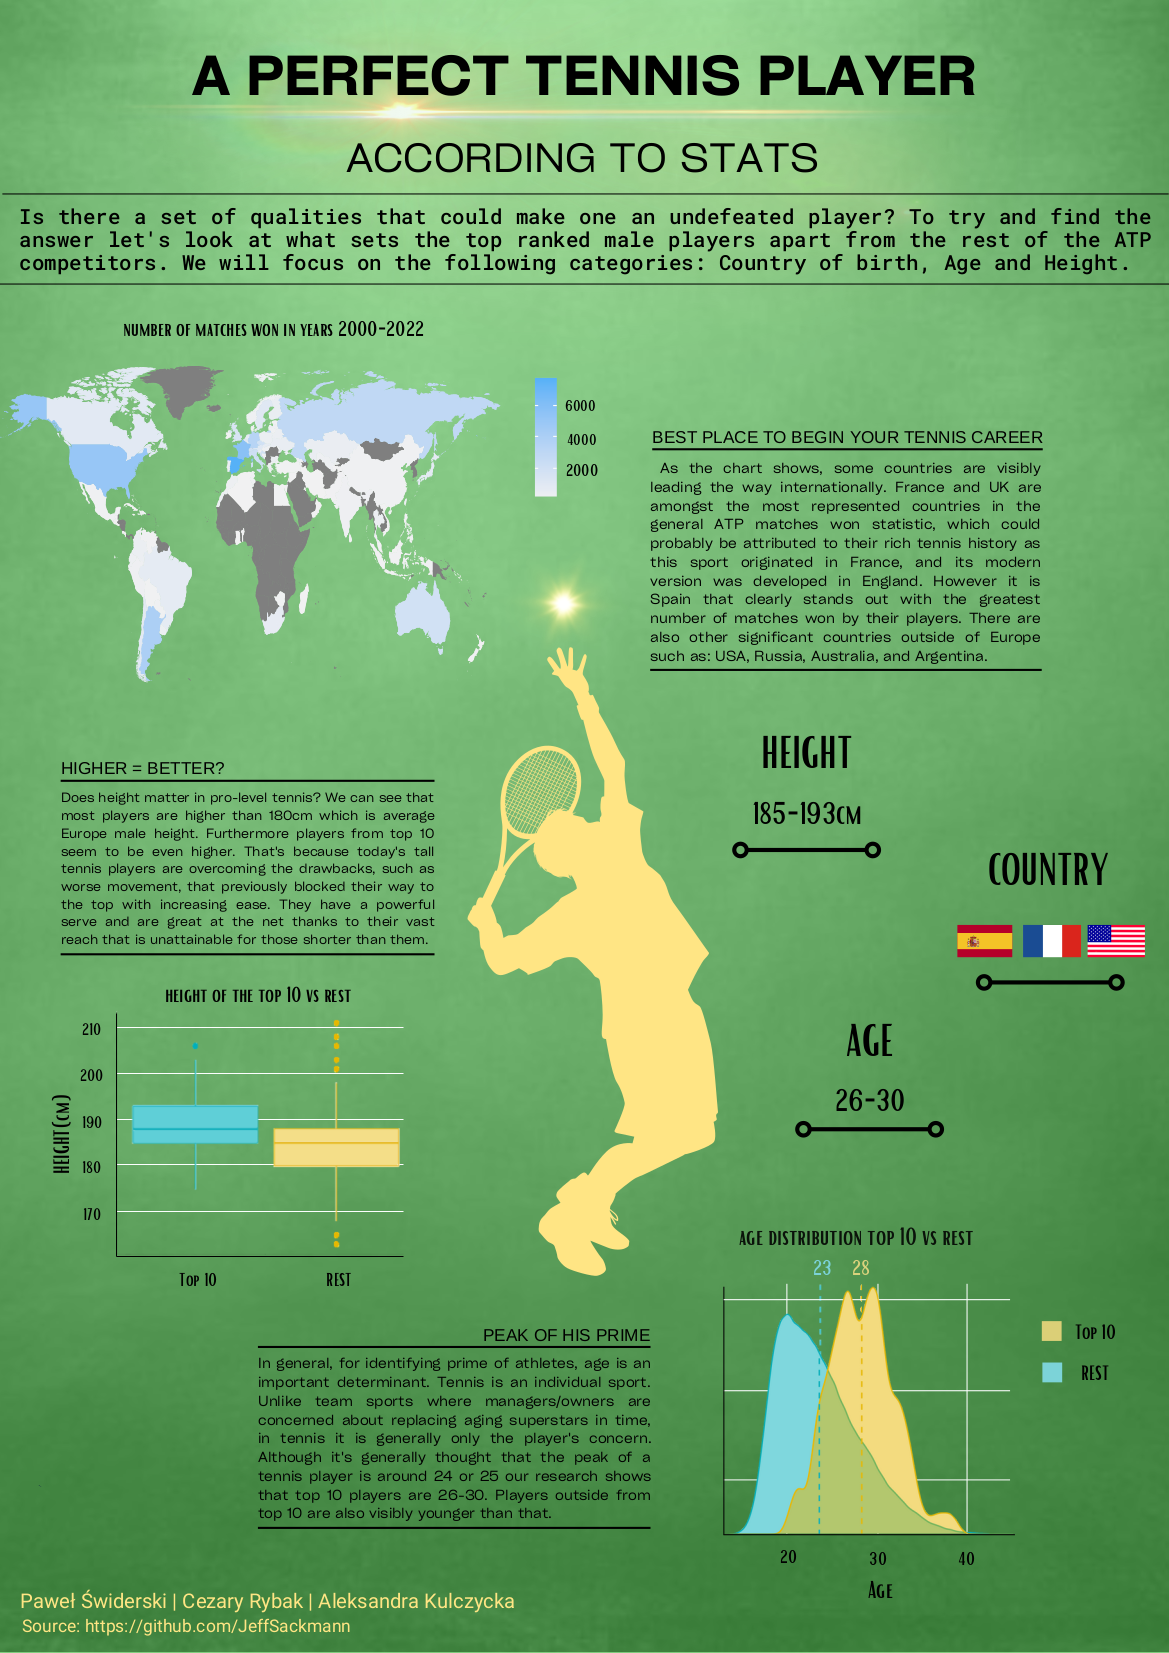 A PERFECT TENNIS PLAYER
ACCORDING TO STATS
Is there a set of qualities that could make one an undefeated player? To try and find the
answer let's look at what sets the top ranked male players apart from the rest of the ATP
competitors. We will focus on the following categories: Country of birth, Age and Height.
NUMBER OF MATCHES WON IN YEARS 2000-2022
6000
4000
2000
BEST PLACE TO BEGIN YOUR TENNIS CAREER
As the chart shows, some countries are visibly
leading the way internationally. France and UK are
amongst the most represented countries in the
general ATP matches won statistic, which could
probably be attributed to their rich tennis history as
this sport originated in France, and its modern
version was developed in England. However it is
Spain that clearly stands out with the greatest
number of matches won by their players. There are
also other significant countries outside of Europe
such as: USA, Russia, Australia, and Argentina.
HEIGHT
185-193CM
COUNTRY
AGE
26-30
HIGHER = BETTER?
Does height matter in pro-level tennis? We can see that
most players are higher than 180cm which is average
Europe male height. Furthermore players from top 10
seem to be even higher. That's because today's tall
tennis players are overcoming the drawbacks, such as
worse movement, that previously blocked their way to
the top with increasing ease. They have a powerful
serve and are great at the net thanks to their vast
reach that is unattainable for those shorter than them.
HEIGHT OF THE TOP 10 VS REST
HEIGHT(CM)
210
200
190
180
170
TOP 10
REST
PEAK OF HIS PRIME
In general, for identifying prime of athletes, age is an
important determinant. Tennis is an individual sport.
Unlike team sports where managers/owners are
concerned about replacing aging superstars in time,
in tennis it is generally only the player's concern.
Although it's generally thought that the peak of a
tennis player is around 24 or 25 our research shows
that top 10 players are 26-30. Players outside from
top 10 are also visibly younger than that.
AGE DISTRIBUTION TOP 10 VS REST
23 28
TOP 10
REST
20 30 40
AGE
Paweł Świderski | Cezary Rybak | Aleksandra Kulczycka
Source: https://github.com/JeffSackmann